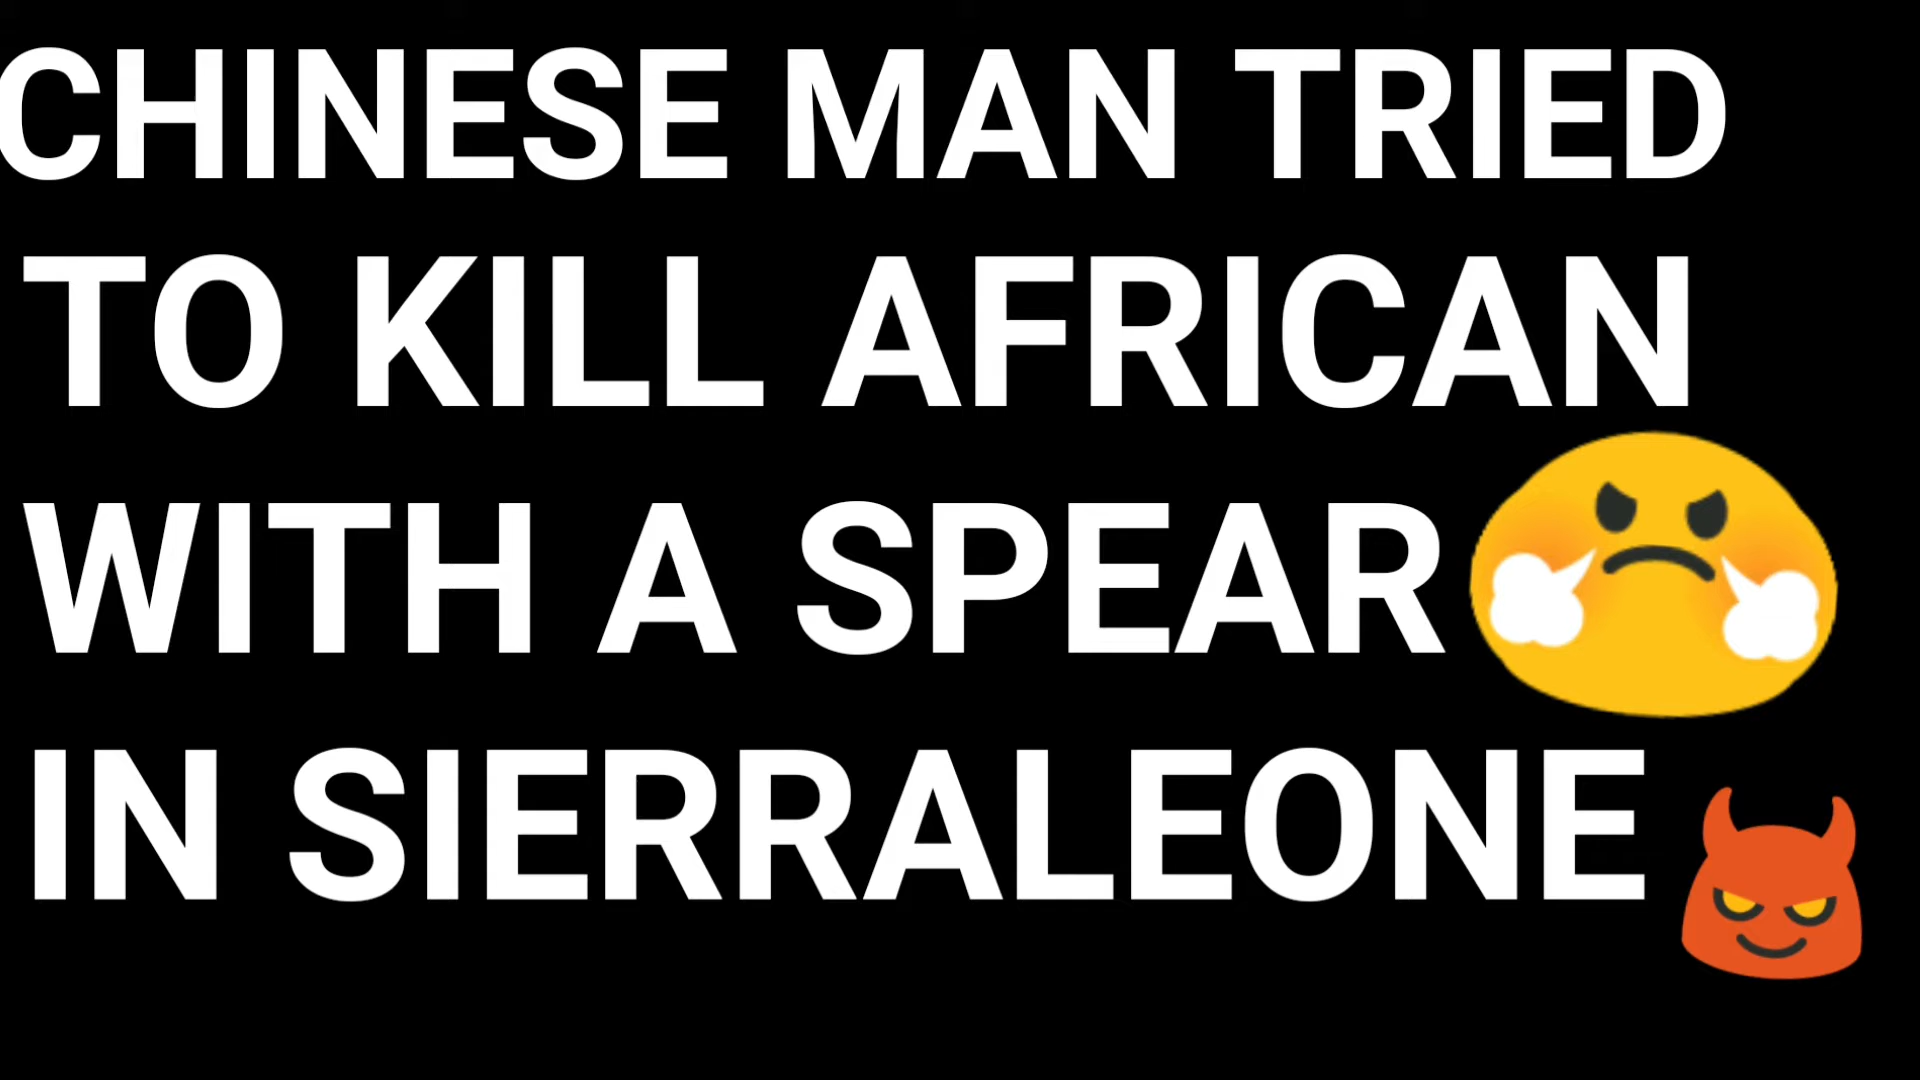 CHINESE MAN TRIED
TO KILL AFRICAN
WITH A SPEAR
IN SIERRALEONE